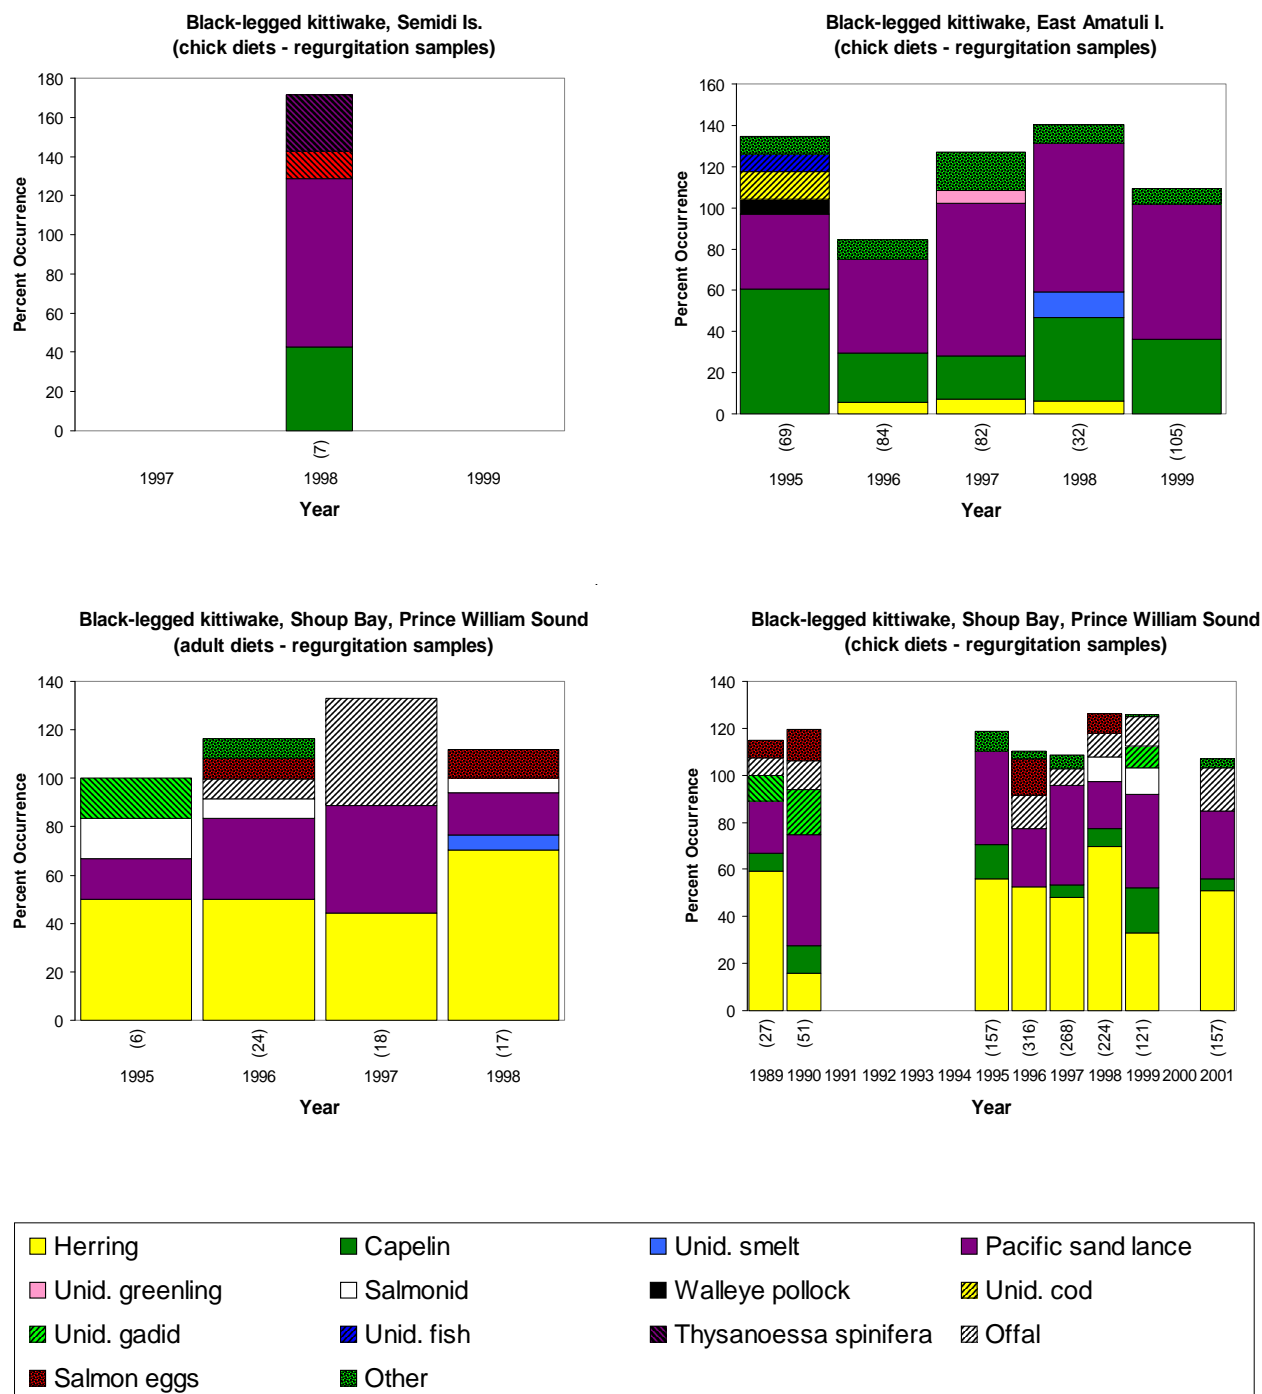 Black-legged kittiwake, Semidi Is.
(chick diets - regurgitation samples)
180
160
140
120
100
80
60
40
20
0
Percent Occurrence
(7)
1997 1998 1999
Year
Black-legged kittiwake, East Amatuli I.
(chick diets - regurgitation samples)
160
140
120
100
80
60
40
20
0
Percent Occurrence
(69) (84) (82) (32) (105)
1995 1996 1997 1998 1999
Year
Black-legged kittiwake, Shoup Bay, Prince William Sound
(adult diets - regurgitation samples)
140
120
100
80
60
40
20
0
Percent Occurrence
(6) (24) (18) (17)
1995 1996 1997 1998
Year
Black-legged kittiwake, Shoup Bay, Prince William Sound
(chick diets - regurgitation samples)
140
120
100
80
60
40
20
0
Percent Occurrence
(27) (51) (157) (316) (268) (224) (121) (157)
1989 1990 1991 1992 1993 1994 1995 1996 1997 1998 1999 2000 2001
Year
Herring Capelin Unid. smelt Pacific sand lance
Unid. greenling Salmonid Walleye pollock Unid. cod
Unid. gadid Unid. fish Thysanoessa spinifera Offal
Salmon eggs Other